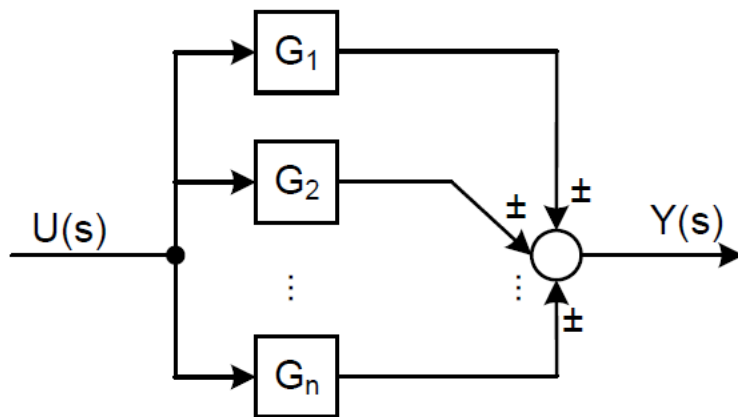 G₁
±
G₂
±
U(s)
Y(s)
⋮
⋮
±
Gₙ